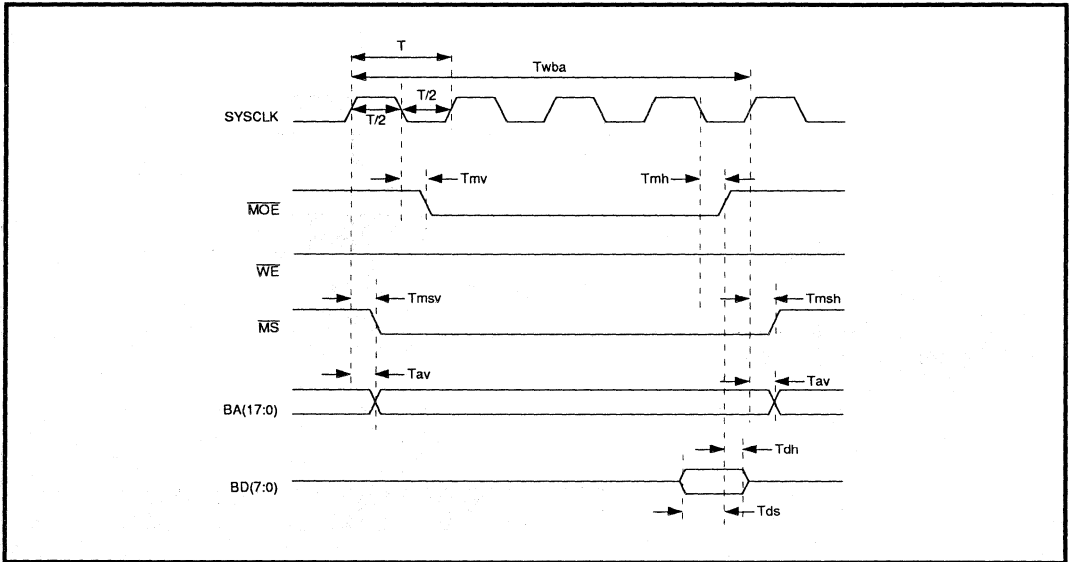 T
Twba
T/2
T/2
SYSCLK
Tmv
Tmh
MOE
WE
Tmsv
Tmsh
MS
Tav
Tav
BA(17:0)
Tdh
BD(7:0)
Tds